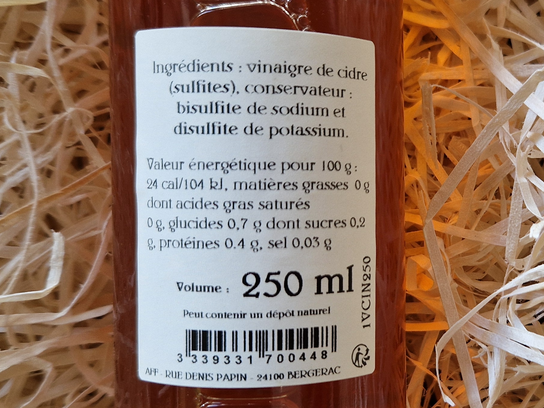 Ingrédients : vinaigre de cidre
(sulfites), conservateur :
bisulfite de sodium et
disulfite de potassium.
Valeur énergétique pour 100 g :
24 cal/104 kJ, matières grasses 0 g
dont acides gras saturés
0 g, glucides 0,7 g dont sucres 0,2
g, protéines 0.4 g, sel 0,03 g
Volume : 250 ml
Peut contenir un dépôt naturel
3 339331 700448
AFP - RUE DENIS PAPIN - 24100 BERGERAC
1VCIN250